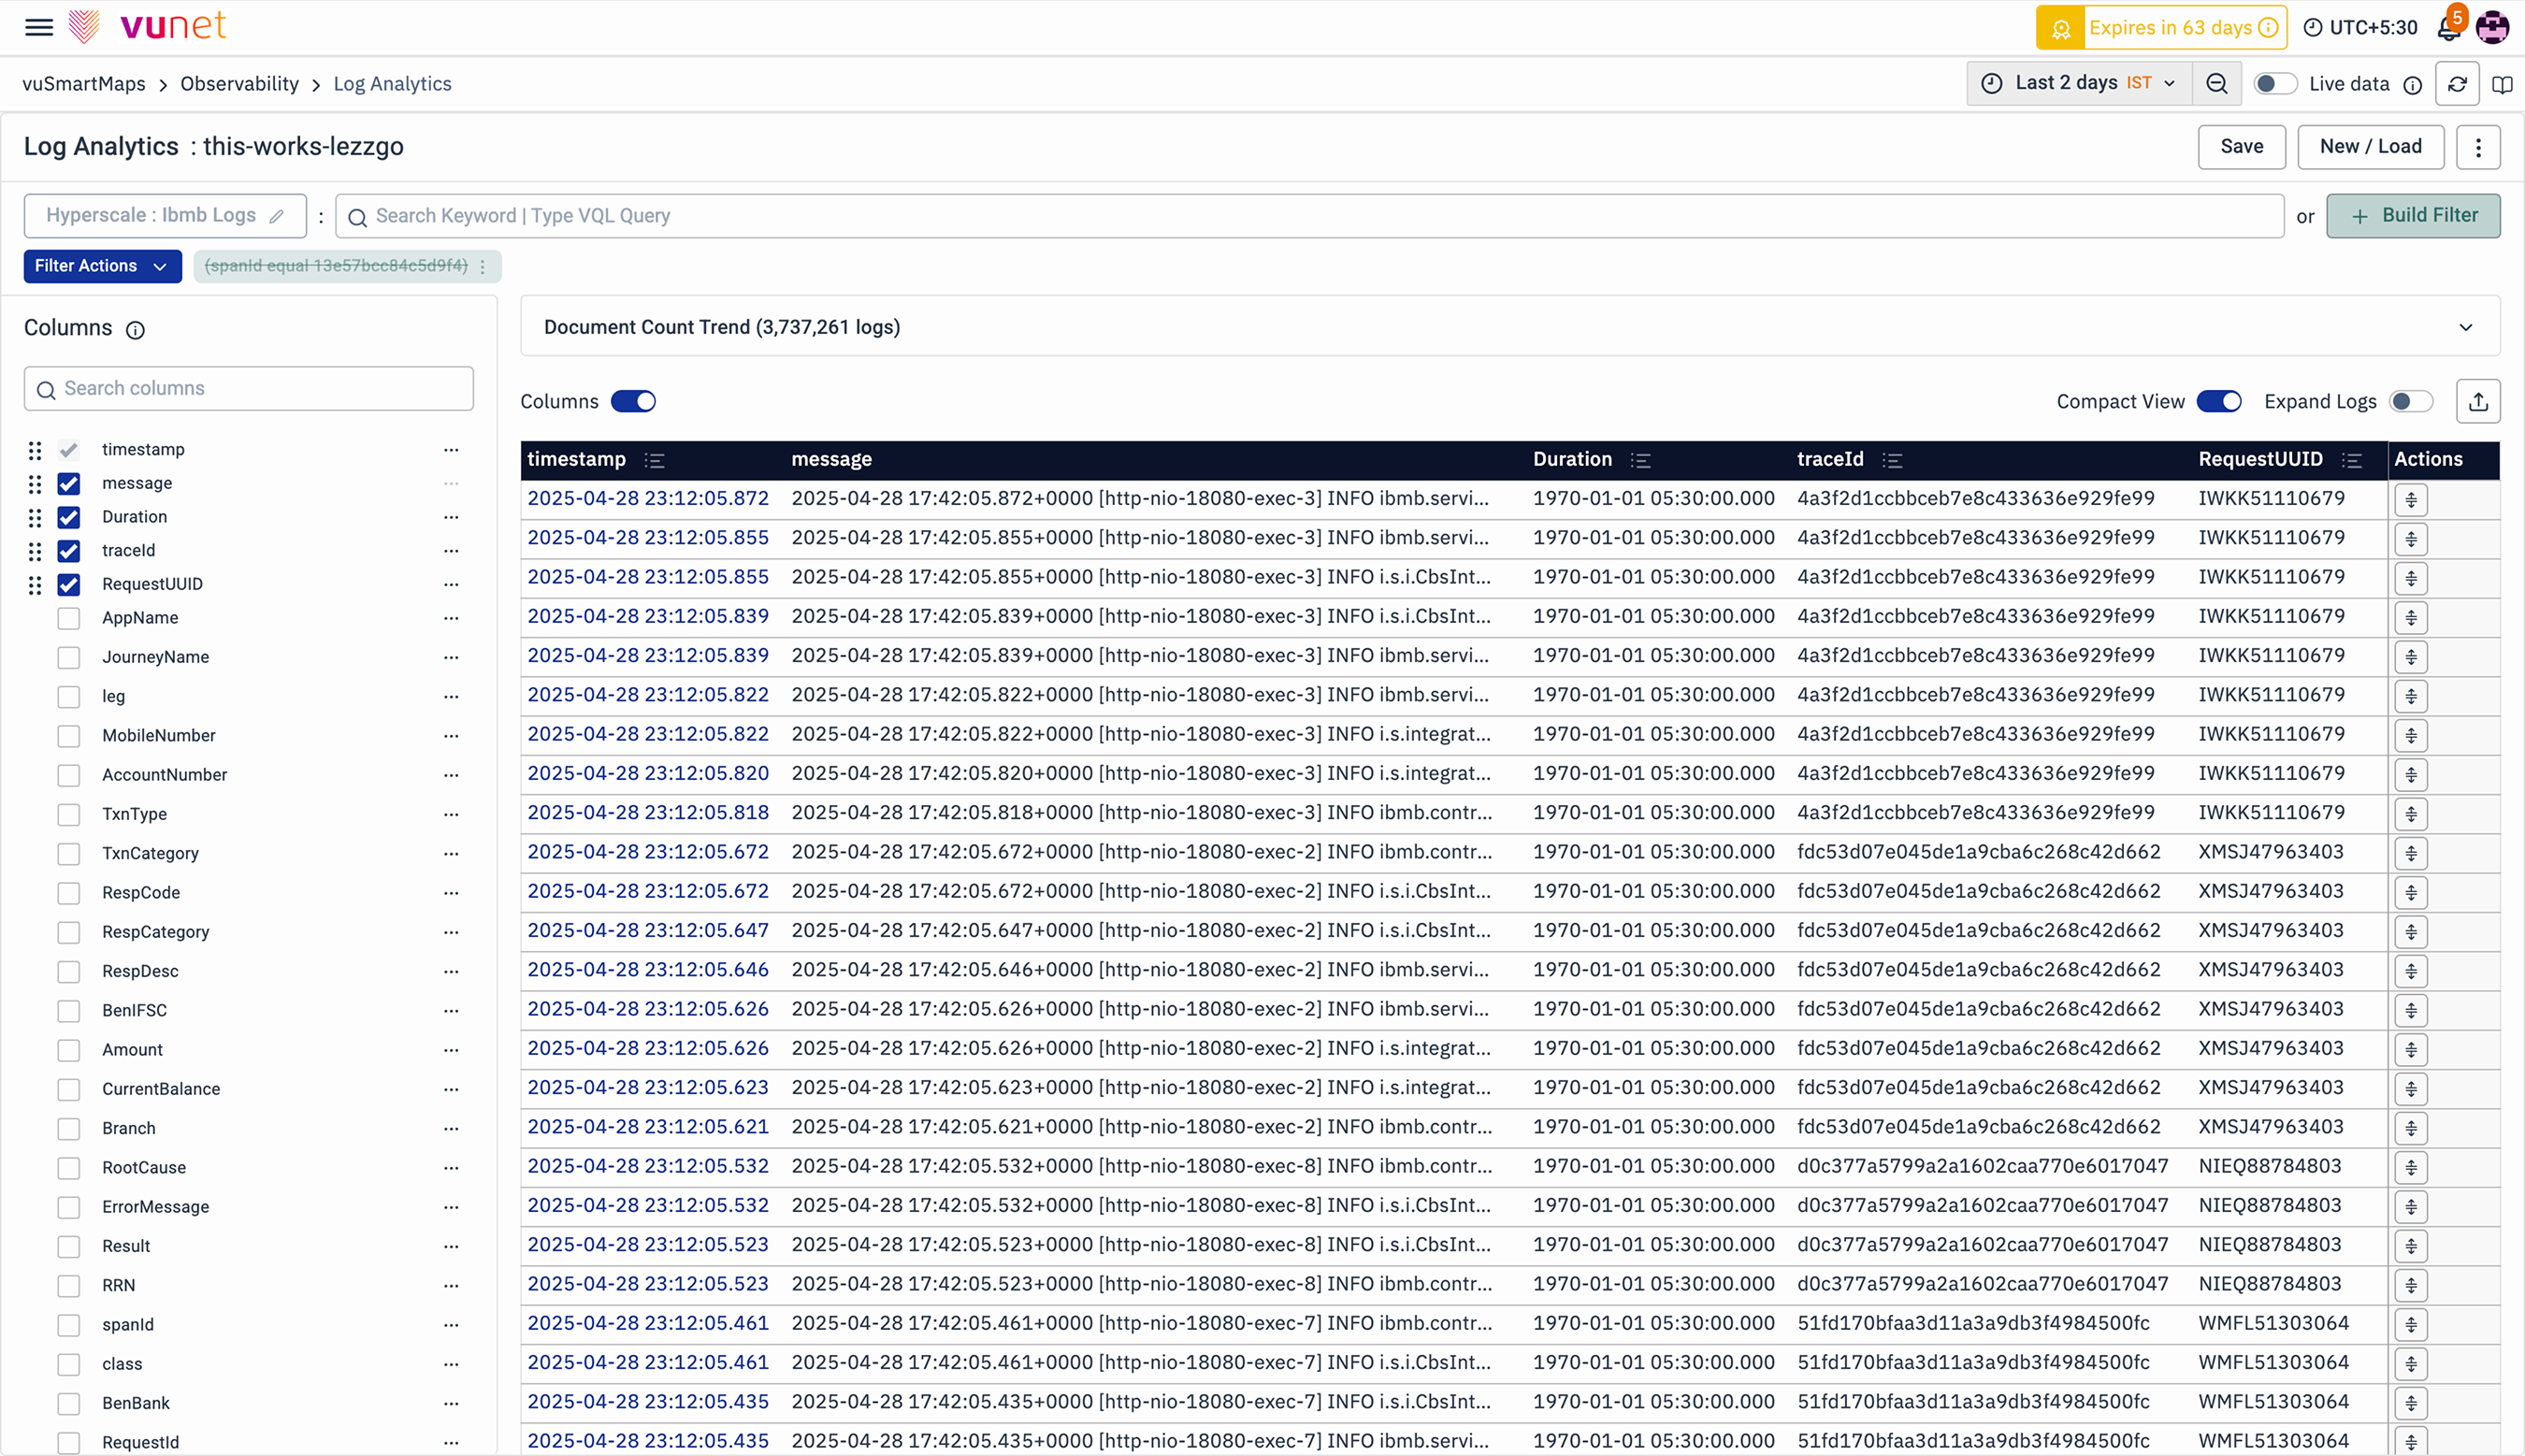 vunet
Expires in 63 days
UTC+5:30
5
vuSmartMaps > Observability > Log Analytics
Last 2 days IST
Live data
Log Analytics : this-works-lezzgo
Save
New / Load
Hyperscale : Ibmb Logs : Search Keyword | Type VQL Query or + Build Filter
Filter Actions (spanId equal 13e57bcc84c5d9f4)
Columns
Search columns
timestamp
message
Duration
traceId
RequestUUID
AppName
JourneyName
leg
MobileNumber
AccountNumber
TxnType
TxnCategory
RespCode
RespCategory
RespDesc
BenIFSC
Amount
CurrentBalance
Branch
RootCause
ErrorMessage
Result
RRN
spanId
class
BenBank
RequestId
Document Count Trend (3,737,261 logs)
Columns
Compact View
Expand Logs
timestamp message Duration traceId RequestUUID Actions
2025-04-28 23:12:05.872 2025-04-28 17:42:05.872+0000 [http-nio-18080-exec-3] INFO ibmb.servi... 1970-01-01 05:30:00.000 4a3f2d1ccbbceb7e8c433636e929fe99 IWKK51110679
2025-04-28 23:12:05.855 2025-04-28 17:42:05.855+0000 [http-nio-18080-exec-3] INFO ibmb.servi... 1970-01-01 05:30:00.000 4a3f2d1ccbbceb7e8c433636e929fe99 IWKK51110679
2025-04-28 23:12:05.855 2025-04-28 17:42:05.855+0000 [http-nio-18080-exec-3] INFO i.s.i.CbsInt... 1970-01-01 05:30:00.000 4a3f2d1ccbbceb7e8c433636e929fe99 IWKK51110679
2025-04-28 23:12:05.839 2025-04-28 17:42:05.839+0000 [http-nio-18080-exec-3] INFO i.s.i.CbsInt... 1970-01-01 05:30:00.000 4a3f2d1ccbbceb7e8c433636e929fe99 IWKK51110679
2025-04-28 23:12:05.839 2025-04-28 17:42:05.839+0000 [http-nio-18080-exec-3] INFO ibmb.servi... 1970-01-01 05:30:00.000 4a3f2d1ccbbceb7e8c433636e929fe99 IWKK51110679
2025-04-28 23:12:05.822 2025-04-28 17:42:05.822+0000 [http-nio-18080-exec-3] INFO ibmb.servi... 1970-01-01 05:30:00.000 4a3f2d1ccbbceb7e8c433636e929fe99 IWKK51110679
2025-04-28 23:12:05.822 2025-04-28 17:42:05.822+0000 [http-nio-18080-exec-3] INFO i.s.integrat... 1970-01-01 05:30:00.000 4a3f2d1ccbbceb7e8c433636e929fe99 IWKK51110679
2025-04-28 23:12:05.820 2025-04-28 17:42:05.820+0000 [http-nio-18080-exec-3] INFO i.s.integrat... 1970-01-01 05:30:00.000 4a3f2d1ccbbceb7e8c433636e929fe99 IWKK51110679
2025-04-28 23:12:05.818 2025-04-28 17:42:05.818+0000 [http-nio-18080-exec-3] INFO ibmb.contr... 1970-01-01 05:30:00.000 4a3f2d1ccbbceb7e8c433636e929fe99 IWKK51110679
2025-04-28 23:12:05.672 2025-04-28 17:42:05.672+0000 [http-nio-18080-exec-2] INFO ibmb.contr... 1970-01-01 05:30:00.000 fdc53d07e045de1a9cba6c268c42d662 XMSJ47963403
2025-04-28 23:12:05.672 2025-04-28 17:42:05.672+0000 [http-nio-18080-exec-2] INFO i.s.i.CbsInt... 1970-01-01 05:30:00.000 fdc53d07e045de1a9cba6c268c42d662 XMSJ47963403
2025-04-28 23:12:05.647 2025-04-28 17:42:05.647+0000 [http-nio-18080-exec-2] INFO i.s.i.CbsInt... 1970-01-01 05:30:00.000 fdc53d07e045de1a9cba6c268c42d662 XMSJ47963403
2025-04-28 23:12:05.646 2025-04-28 17:42:05.646+0000 [http-nio-18080-exec-2] INFO ibmb.servi... 1970-01-01 05:30:00.000 fdc53d07e045de1a9cba6c268c42d662 XMSJ47963403
2025-04-28 23:12:05.626 2025-04-28 17:42:05.626+0000 [http-nio-18080-exec-2] INFO ibmb.servi... 1970-01-01 05:30:00.000 fdc53d07e045de1a9cba6c268c42d662 XMSJ47963403
2025-04-28 23:12:05.626 2025-04-28 17:42:05.626+0000 [http-nio-18080-exec-2] INFO i.s.integrat... 1970-01-01 05:30:00.000 fdc53d07e045de1a9cba6c268c42d662 XMSJ47963403
2025-04-28 23:12:05.623 2025-04-28 17:42:05.623+0000 [http-nio-18080-exec-2] INFO i.s.integrat... 1970-01-01 05:30:00.000 fdc53d07e045de1a9cba6c268c42d662 XMSJ47963403
2025-04-28 23:12:05.621 2025-04-28 17:42:05.621+0000 [http-nio-18080-exec-2] INFO ibmb.contr... 1970-01-01 05:30:00.000 fdc53d07e045de1a9cba6c268c42d662 XMSJ47963403
2025-04-28 23:12:05.532 2025-04-28 17:42:05.532+0000 [http-nio-18080-exec-8] INFO ibmb.contr... 1970-01-01 05:30:00.000 d0c377a5799a2a1602caa770e6017047 NIEQ88784803
2025-04-28 23:12:05.532 2025-04-28 17:42:05.532+0000 [http-nio-18080-exec-8] INFO i.s.i.CbsInt... 1970-01-01 05:30:00.000 d0c377a5799a2a1602caa770e6017047 NIEQ88784803
2025-04-28 23:12:05.523 2025-04-28 17:42:05.523+0000 [http-nio-18080-exec-8] INFO i.s.i.CbsInt... 1970-01-01 05:30:00.000 d0c377a5799a2a1602caa770e6017047 NIEQ88784803
2025-04-28 23:12:05.523 2025-04-28 17:42:05.523+0000 [http-nio-18080-exec-8] INFO ibmb.contr... 1970-01-01 05:30:00.000 d0c377a5799a2a1602caa770e6017047 NIEQ88784803
2025-04-28 23:12:05.461 2025-04-28 17:42:05.461+0000 [http-nio-18080-exec-7] INFO ibmb.contr... 1970-01-01 05:30:00.000 51fd170bfaa3d11a3a9db3f4984500fc WMFL51303064
2025-04-28 23:12:05.461 2025-04-28 17:42:05.461+0000 [http-nio-18080-exec-7] INFO i.s.i.CbsInt... 1970-01-01 05:30:00.000 51fd170bfaa3d11a3a9db3f4984500fc WMFL51303064
2025-04-28 23:12:05.435 2025-04-28 17:42:05.435+0000 [http-nio-18080-exec-7] INFO i.s.i.CbsInt... 1970-01-01 05:30:00.000 51fd170bfaa3d11a3a9db3f4984500fc WMFL51303064
2025-04-28 23:12:05.435 2025-04-28 17:42:05.435+0000 [http-nio-18080-exec-7] INFO ibmb.servi... 1970-01-01 05:30:00.000 51fd170bfaa3d11a3a9db3f4984500fc WMFL51303064